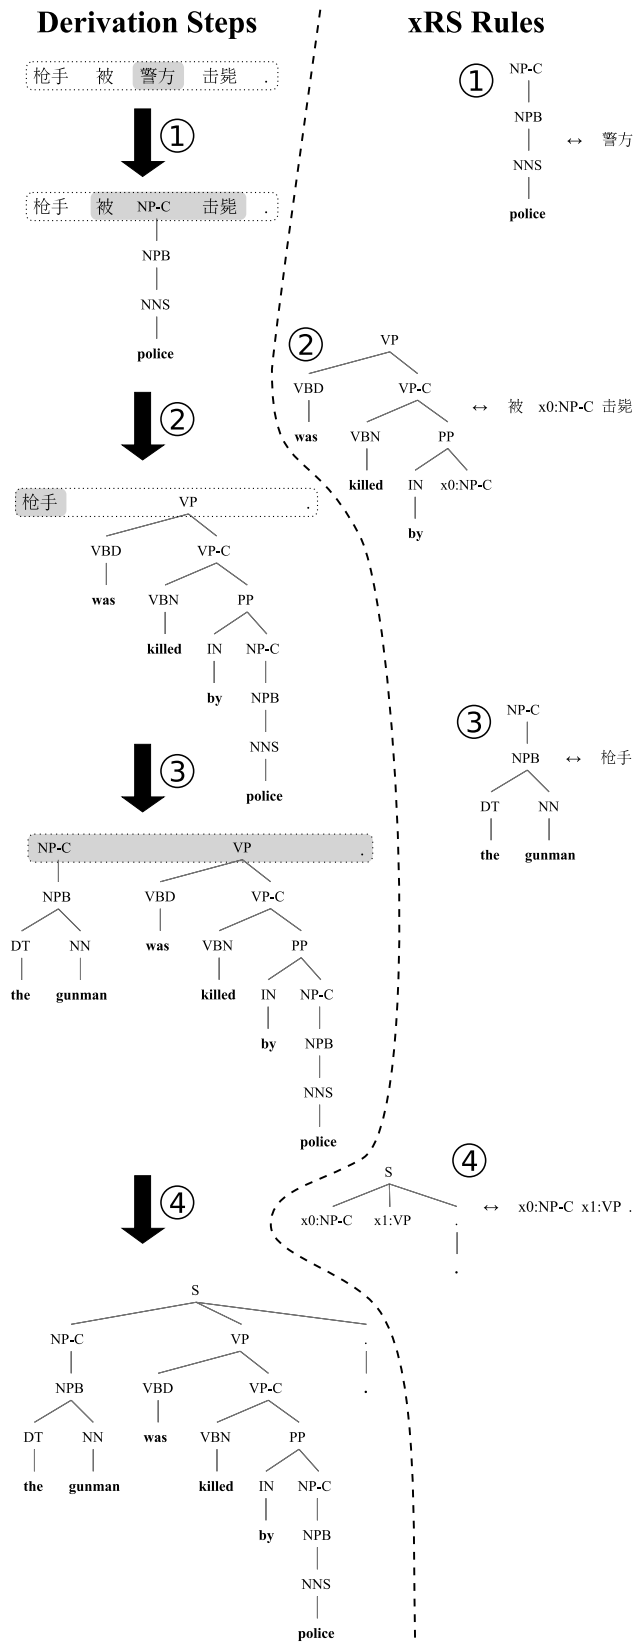 Derivation Steps
xRS Rules
枪手 被 警方 击毙 .
①
枪手 被 NP-C 击毙 .
NPB
NNS
police
②
枪手 VP .
VBD VP-C
was VBN PP
killed IN NP-C
by NPB
NNS
police
③
NP-C VP .
NPB VBD VP-C
DT NN was VBN PP
the gunman killed IN NP-C
by NPB
NNS
police
④
S
NP-C VP .
NPB VBD VP-C .
DT NN was VBN PP
the gunman killed IN NP-C
by NPB
NNS
police
①
NP-C
NPB
↔ 警方
NNS
police
②
VP
VBD VP-C
↔ 被 x0:NP-C 击毙
was VBN PP
killed IN x0:NP-C
by
③
NP-C
NPB ↔ 枪手
DT NN
the gunman
④
S
x0:NP-C x1:VP . ↔ x0:NP-C x1:VP .
.